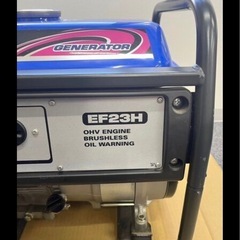 GENERATOR
EF23H
OHV ENGINE
BRUSHLESS
OIL WARNING